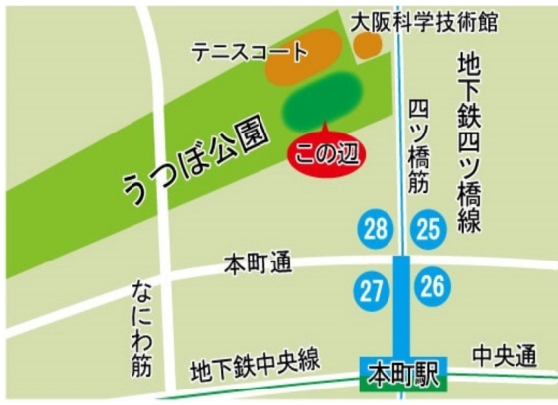 大阪科学技術館
テニスコート
地下鉄四ツ橋線
四ツ橋筋
うつぼ公園
この辺
28
25
本町通
27
26
なにわ筋
地下鉄中央線
本町駅
中央通